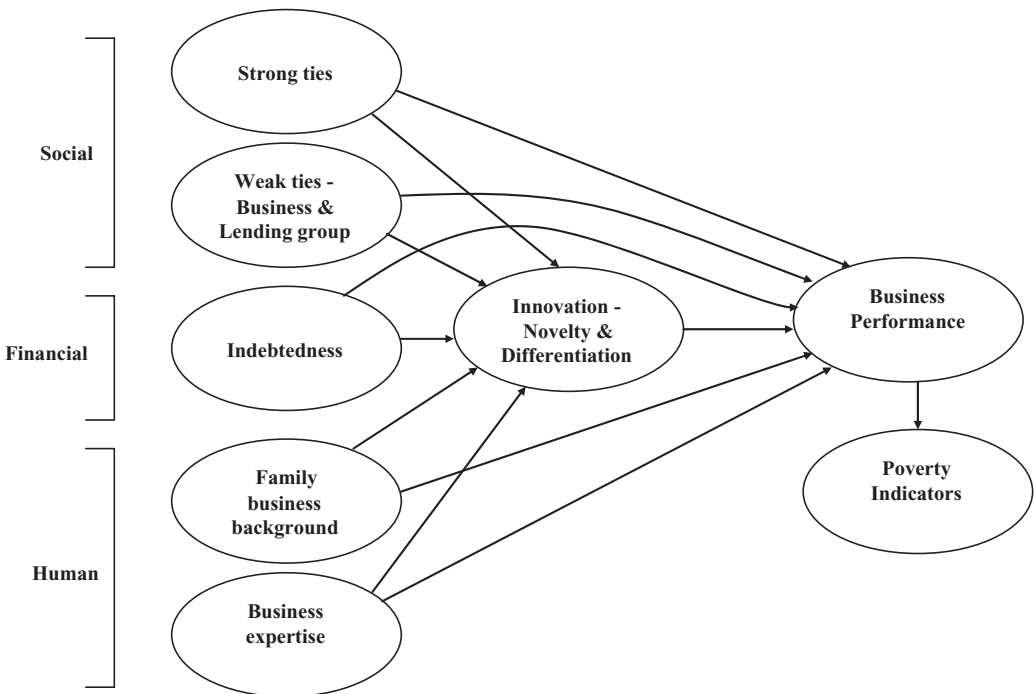 Social
Strong ties
Weak ties -
Business &
Lending group
Financial
Indebtedness
Human
Family
business
background
Business
expertise
Innovation -
Novelty &
Differentiation
Business
Performance
Poverty
Indicators